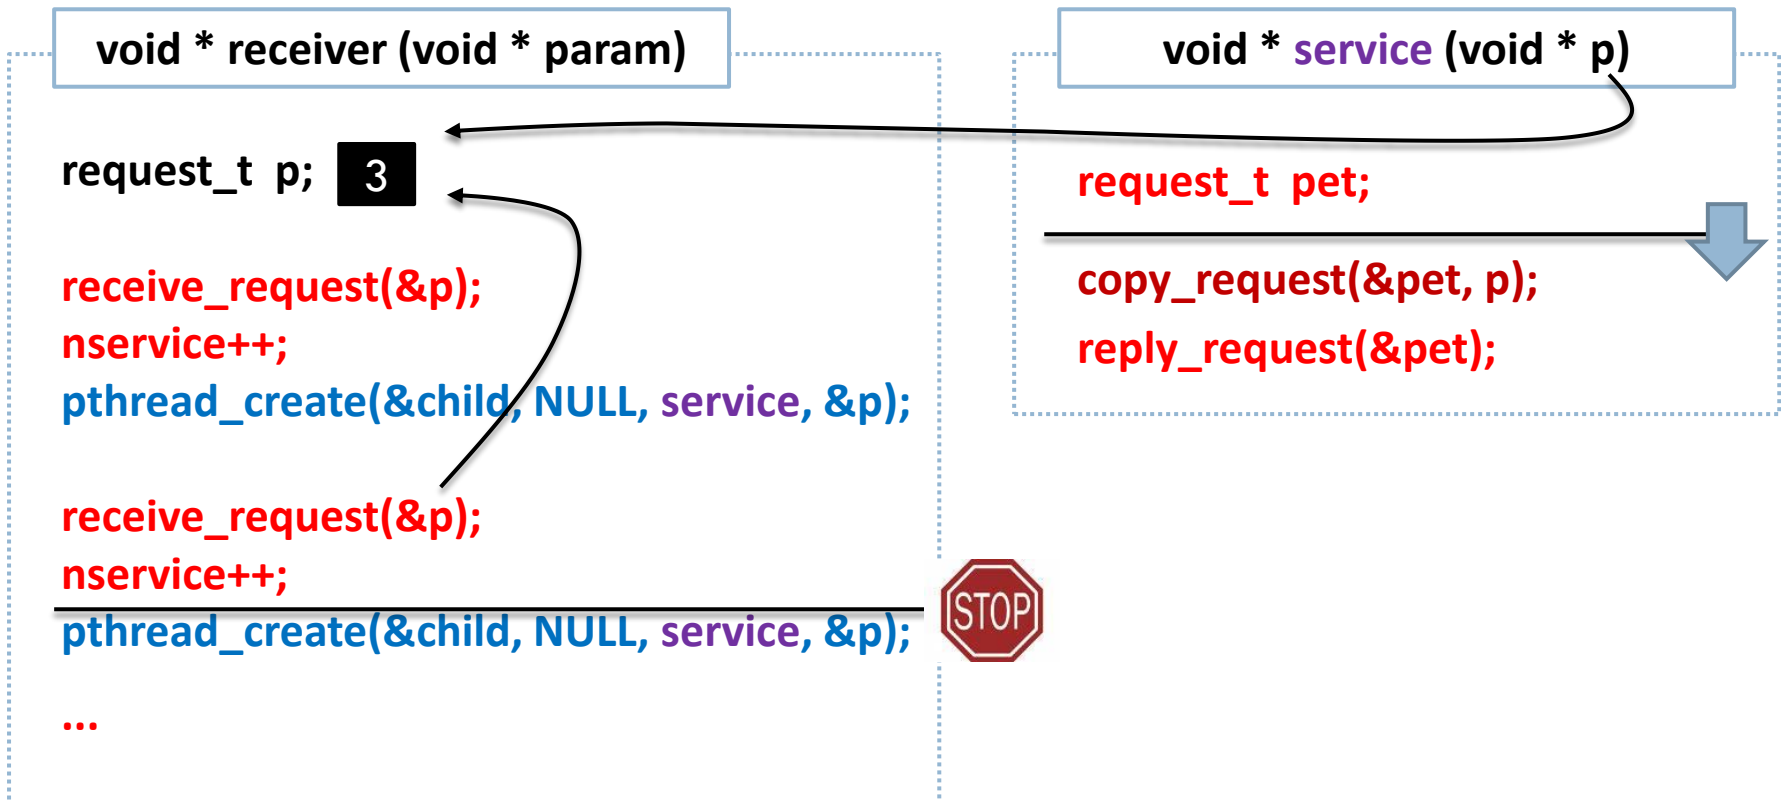 void * receiver (void * param)
request_t p; 3
receive_request(&p);
nservice++;
pthread_create(&child, NULL, service, &p);
receive_request(&p);
nservice++;
pthread_create(&child, NULL, service, &p);
...
STOP
void * service (void * p)
request_t pet;
copy_request(&pet, p);
reply_request(&pet);